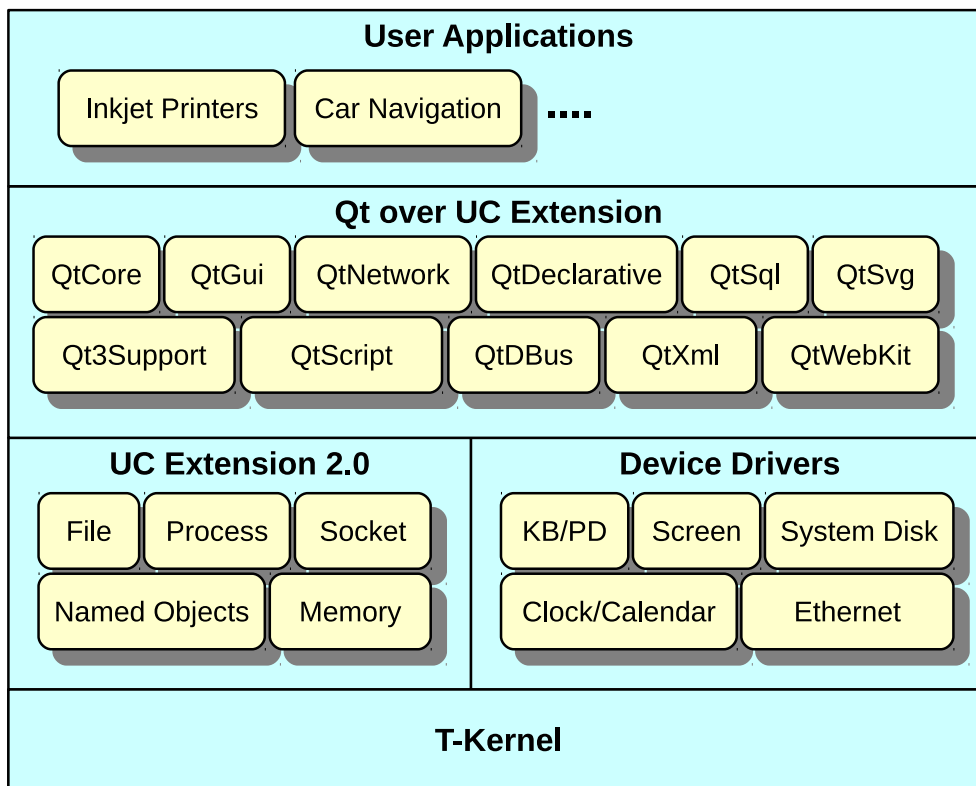 User Applications
Inkjet Printers Car Navigation ....
Qt over UC Extension
QtCore QtGui QtNetwork QtDeclarative QtSql QtSvg
Qt3Support QtScript QtDBus QtXml QtWebKit
UC Extension 2.0
File Process Socket
Named Objects Memory
Device Drivers
KB/PD Screen System Disk
Clock/Calendar Ethernet
T-Kernel